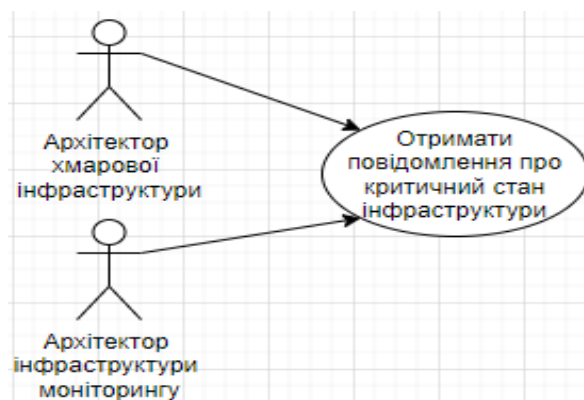 Архітектор
хмарової
інфраструктури
Отримати
повідомлення про
критичний стан
інфраструктури
Архітектор
інфраструктури
моніторингу